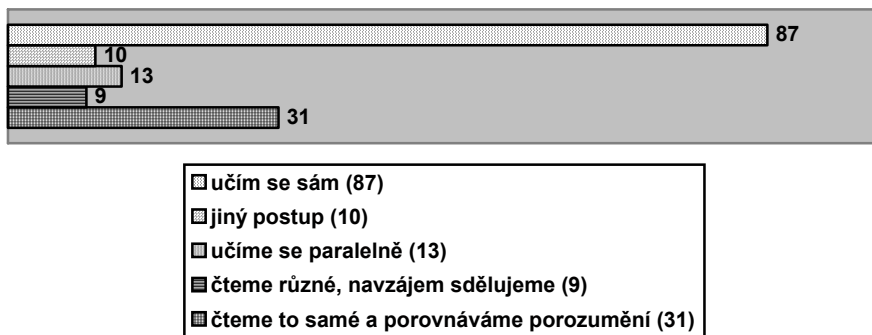 87
10
13
9
31
učím se sám (87)
jiný postup (10)
učíme se paralelně (13)
čteme různé, navzájem sdělujeme (9)
čteme to samé a porovnáváme porozumění (31)